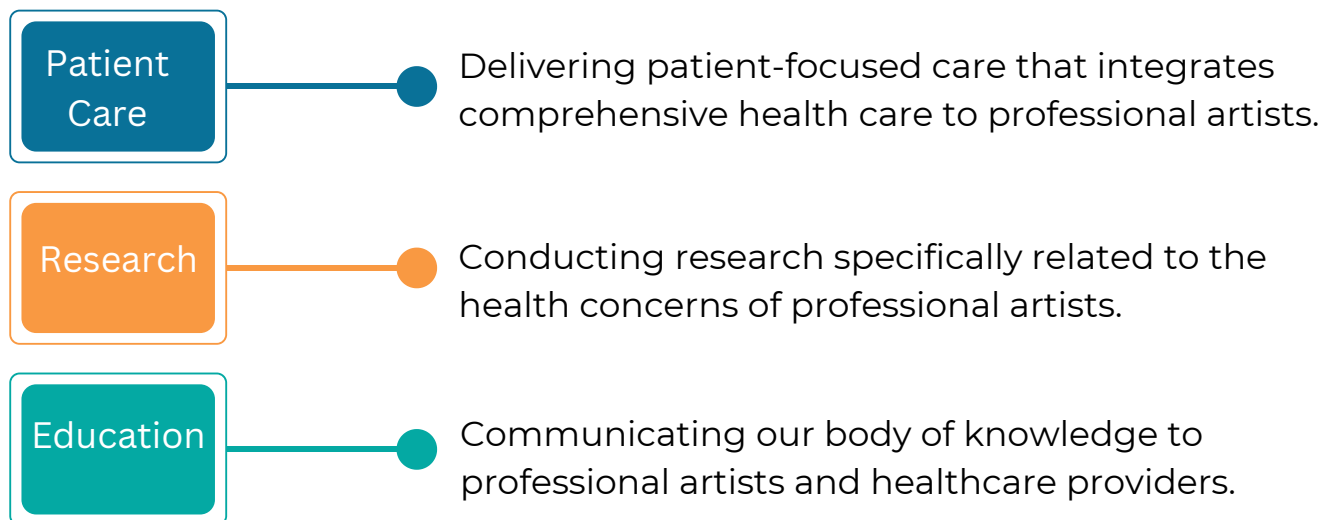 Patient
Care
Delivering patient-focused care that integrates
comprehensive health care to professional artists.
Research
Conducting research specifically related to the
health concerns of professional artists.
Education
Communicating our body of knowledge to
professional artists and healthcare providers.